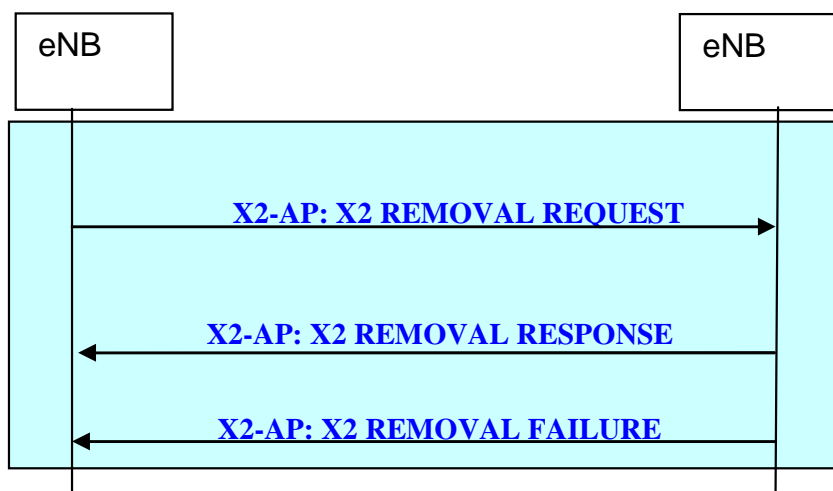 eNB
eNB
X2-AP: X2 REMOVAL REQUEST
X2-AP: X2 REMOVAL RESPONSE
X2-AP: X2 REMOVAL FAILURE